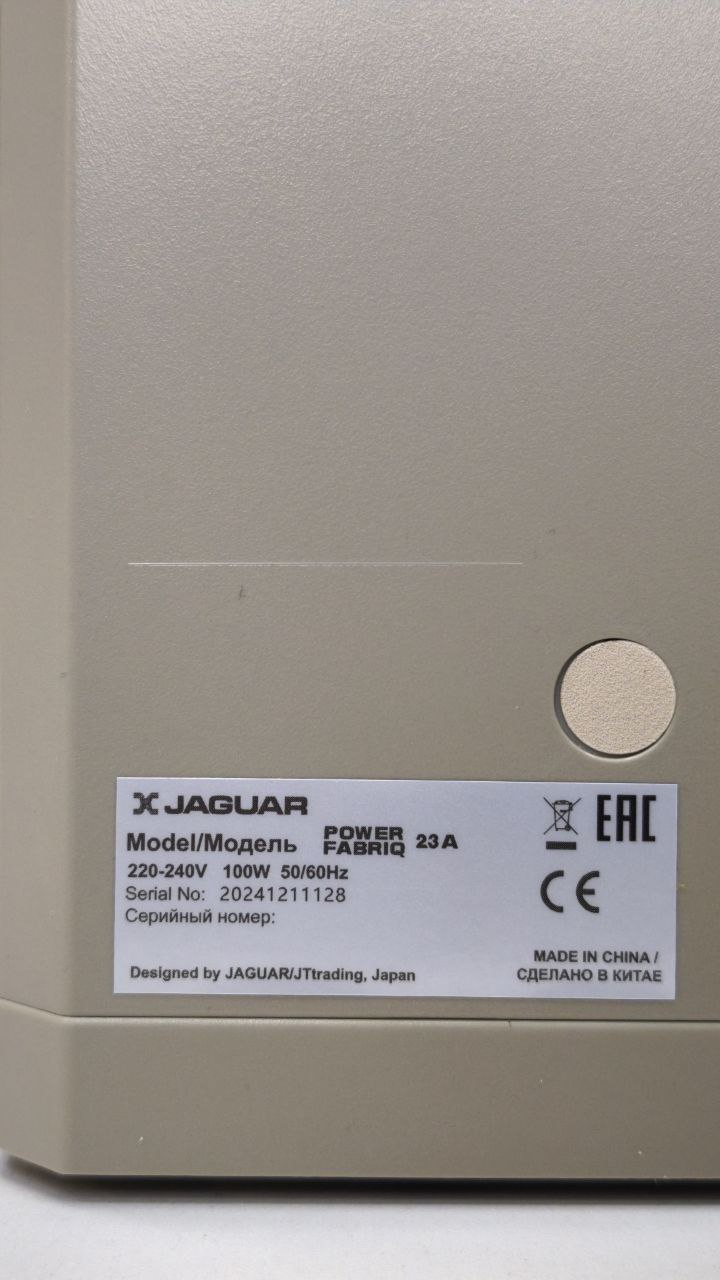 JAGUAR
Model/Модель POWER FABRIQ 23A
220-240V 100W 50/60Hz
Serial No: 20241211128
Серийный номер:
Designed by JAGUAR/JTtrading, Japan
EAC
CE
MADE IN CHINA /
СДЕЛАНО В КИТАЕ